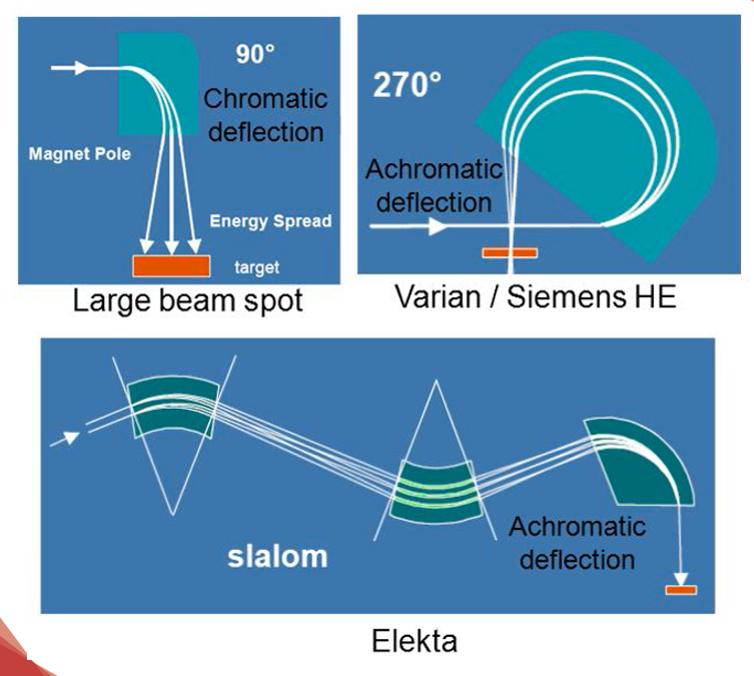 90°
Chromatic
deflection
Magnet Pole
Energy Spread
target
Large beam spot
270°
Achromatic
deflection
Varian / Siemens HE
slalom
Achromatic
deflection
Elekta